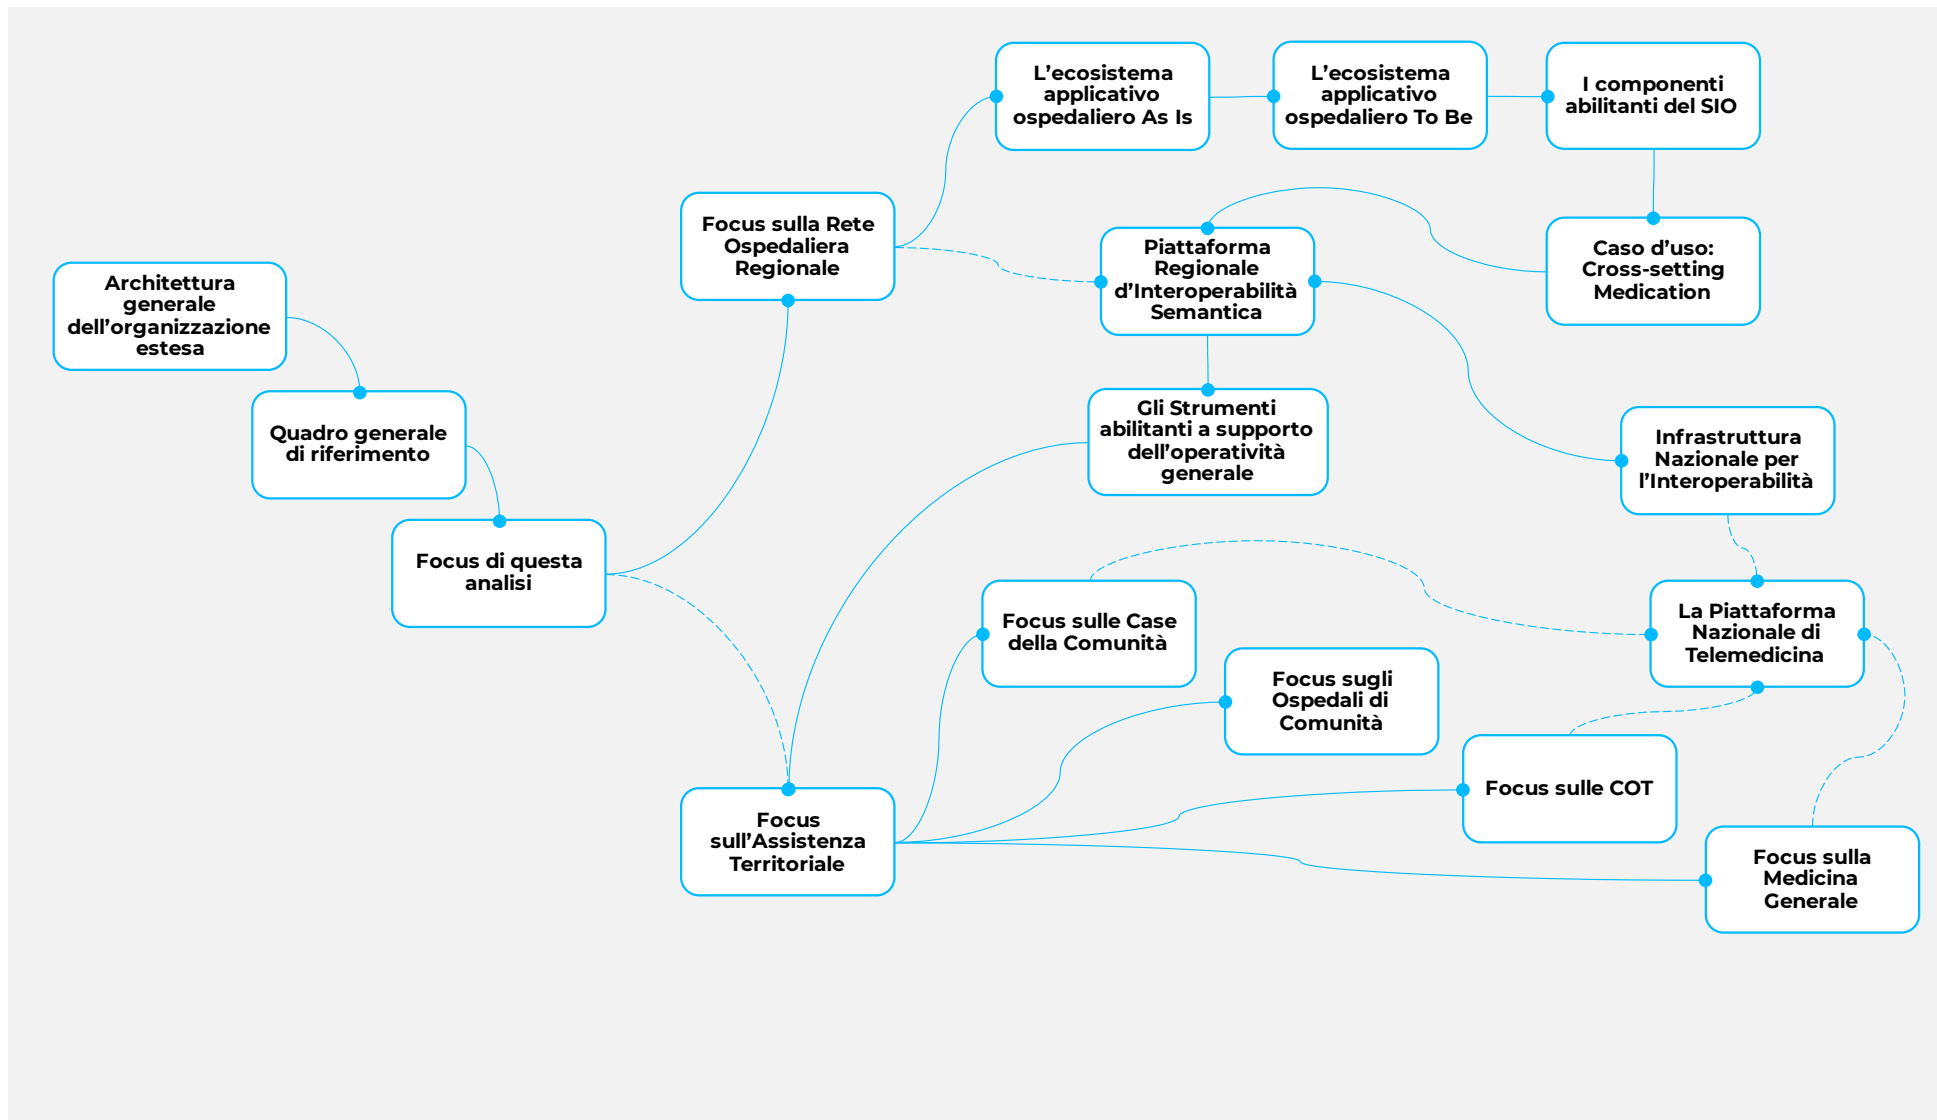 Architettura
generale
dell'organizzazione
estesa
Quadro generale
di riferimento
Focus di questa
analisi
Focus sulla Rete
Ospedaliera
Regionale
L'ecosistema
applicativo
ospedaliero As Is
L'ecosistema
applicativo
ospedaliero To Be
I componenti
abilitanti del SIO
Caso d'uso:
Cross-setting
Medication
Piattaforma
Regionale
d'Interoperabilità
Semantica
Gli Strumenti
abilitanti a supporto
dell'operatività
generale
Infrastruttura
Nazionale per
l'Interoperabilità
La Piattaforma
Nazionale di
Telemedicina
Focus sulle Case
della Comunità
Focus sugli
Ospedali di
Comunità
Focus sulle COT
Focus sulla
Medicina
Generale
Focus
sull'Assistenza
Territoriale